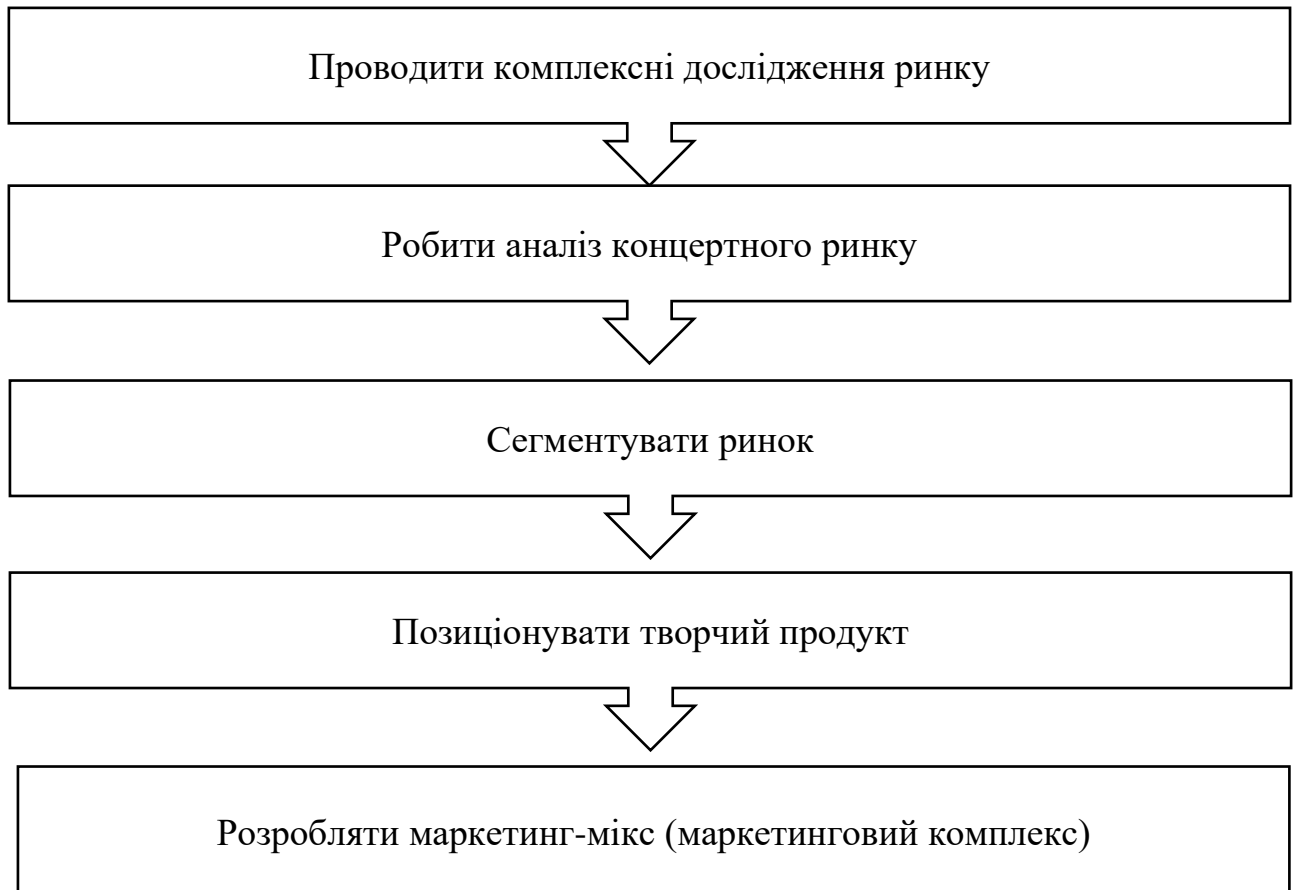 Проводити комплексні дослідження ринку
Робити аналіз концертного ринку
Сегментувати ринок
Позиціонувати творчий продукт
Розробляти маркетинг-мікс (маркетинговий комплекс)